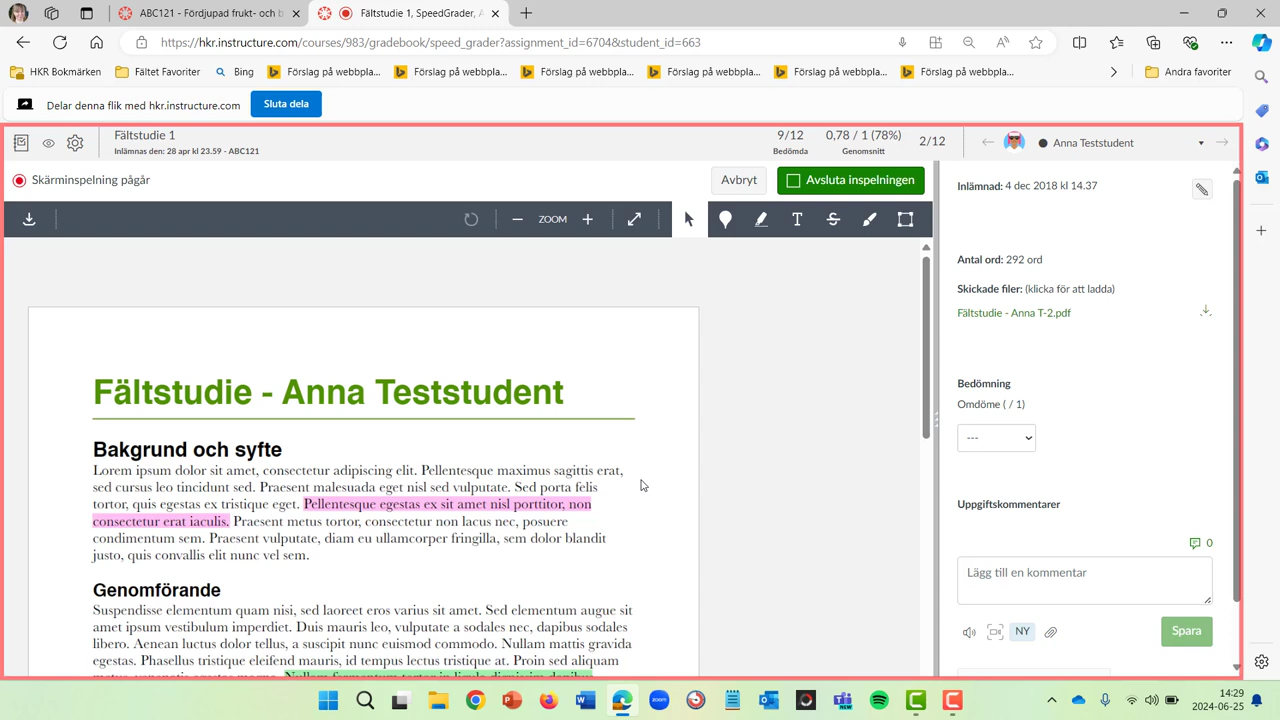 ABC121 - Fördjupad frukt- och b
Fältstudie 1, SpeedGrader, A
https://hkr.instructure.com/courses/983/gradebook/speed_grader?assignment_id=6704&student_id=663
HKR Bokmärken
Fältet Favoriter
Bing
Förslag på webbpla...
Förslag på webbpla...
Förslag på webbpla...
Förslag på webbpla...
Förslag på webbpla...
Förslag på webbpla...
Andra favoriter
Delar denna flik med hkr.instructure.com
Sluta dela
Fältstudie 1
Inlämnas den: 28 apr kl 23.59 - ABC121
9/12
Bedömda
0,78 / 1 (78%)
Genomsnitt
2/12
Anna Teststudent
Skärminspelning pågår
Avbryt
Avsluta inspelningen
ZOOM
T
Fältstudie - Anna Teststudent
Bakgrund och syfte
Lorem ipsum dolor sit amet, consectetur adipiscing elit. Pellentesque maximus sagittis erat,
sed cursus leo tincidunt sed. Praesent malesuada eget nisl sed vulputate. Sed porta felis
tortor, quis egestas ex tristique eget. Pellentesque egestas ex sit amet nisl porttitor, non
consectetur erat iaculis. Praesent metus tortor, consectetur non lacus nec, posuere
condimentum sem. Praesent vulputate, diam eu ullamcorper fringilla, sem dolor blandit
justo, quis convallis elit nunc vel sem.
Genomförande
Suspendisse elementum quam nisi, sed laoreet eros varius sit amet. Sed elementum augue sit
amet ipsum vestibulum imperdiet. Duis mauris leo, vulputate a sodales nec, dapibus sodales
libero. Aenean luctus dolor tellus, a suscipit nunc euismod commodo. Nullam mattis gravida
egestas. Phasellus tristique eleifend mauris, id tempus lectus tristique at. Proin sed aliquam
Inlämnad: 4 dec 2018 kl 14.37
Antal ord: 292 ord
Skickade filer: (klicka för att ladda)
Fältstudie - Anna T-2.pdf
Bedömning
Omdöme ( / 1)
---
Uppgiftskommentarer
0
Lägg till en kommentar
NY
Spara
14:29
2024-06-25